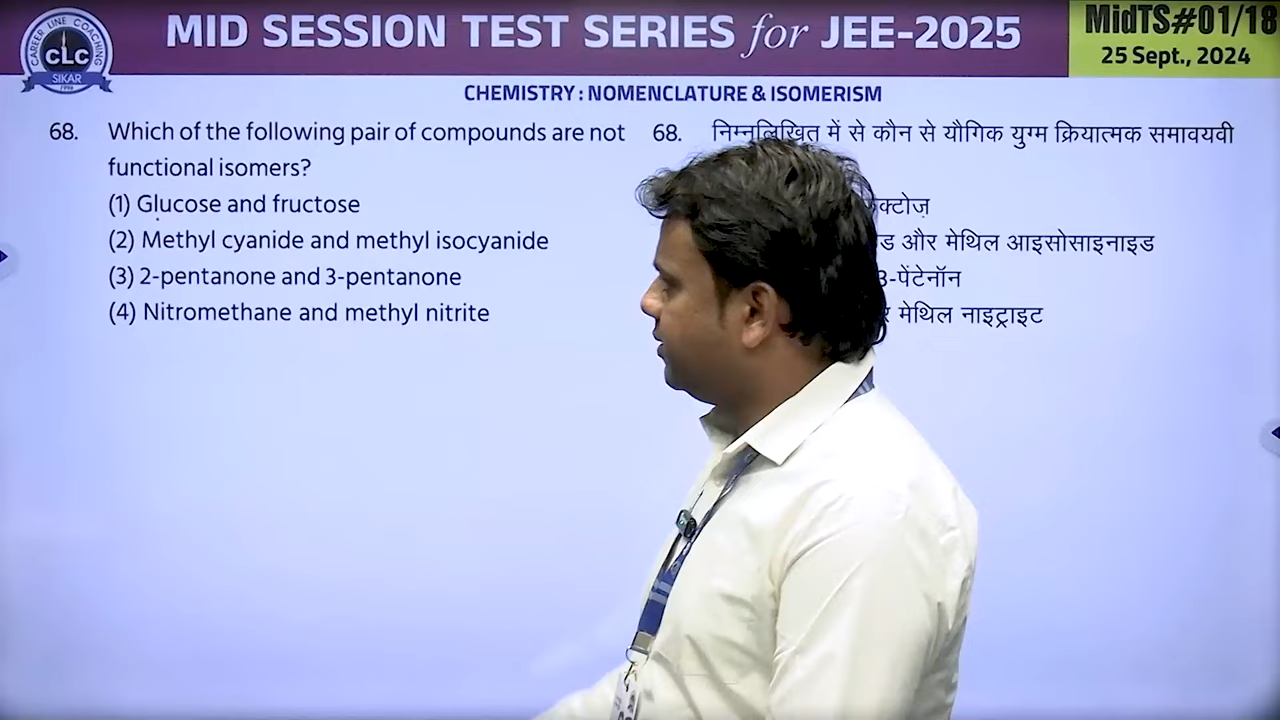 CAREER LINE COACHING
CLC
SIKAR
1996
MID SESSION TEST SERIES for JEE-2025
MidTS#01/18
25 Sept., 2024
CHEMISTRY : NOMENCLATURE & ISOMERISM
68. Which of the following pair of compounds are not
functional isomers?
(1) Glucose and fructose
(2) Methyl cyanide and methyl isocyanide
(3) 2-pentanone and 3-pentanone
(4) Nitromethane and methyl nitrite
68. निम्नलिखित में से कौन से यौगिक युग्म क्रियात्मक समावयवी
और मेथिल आइसोसाइनाइड
3-पेंटेनॉन
मेथिल नाइट्राइट